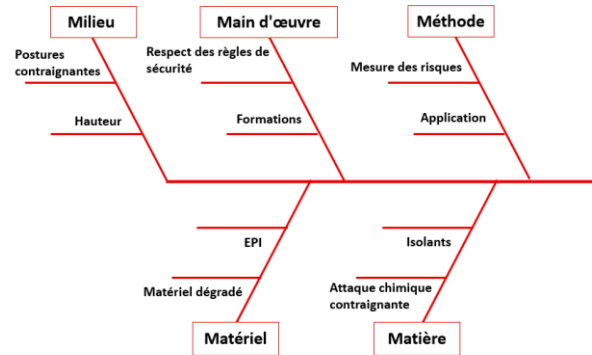 Milieu
Main d'œuvre
Méthode
Postures
contraignantes
Respect des règles de
sécurité
Mesure des risques
Hauteur
Formations
Application
EPI
Isolants
Matériel dégradé
Attaque chimique
contraignante
Matériel
Matière